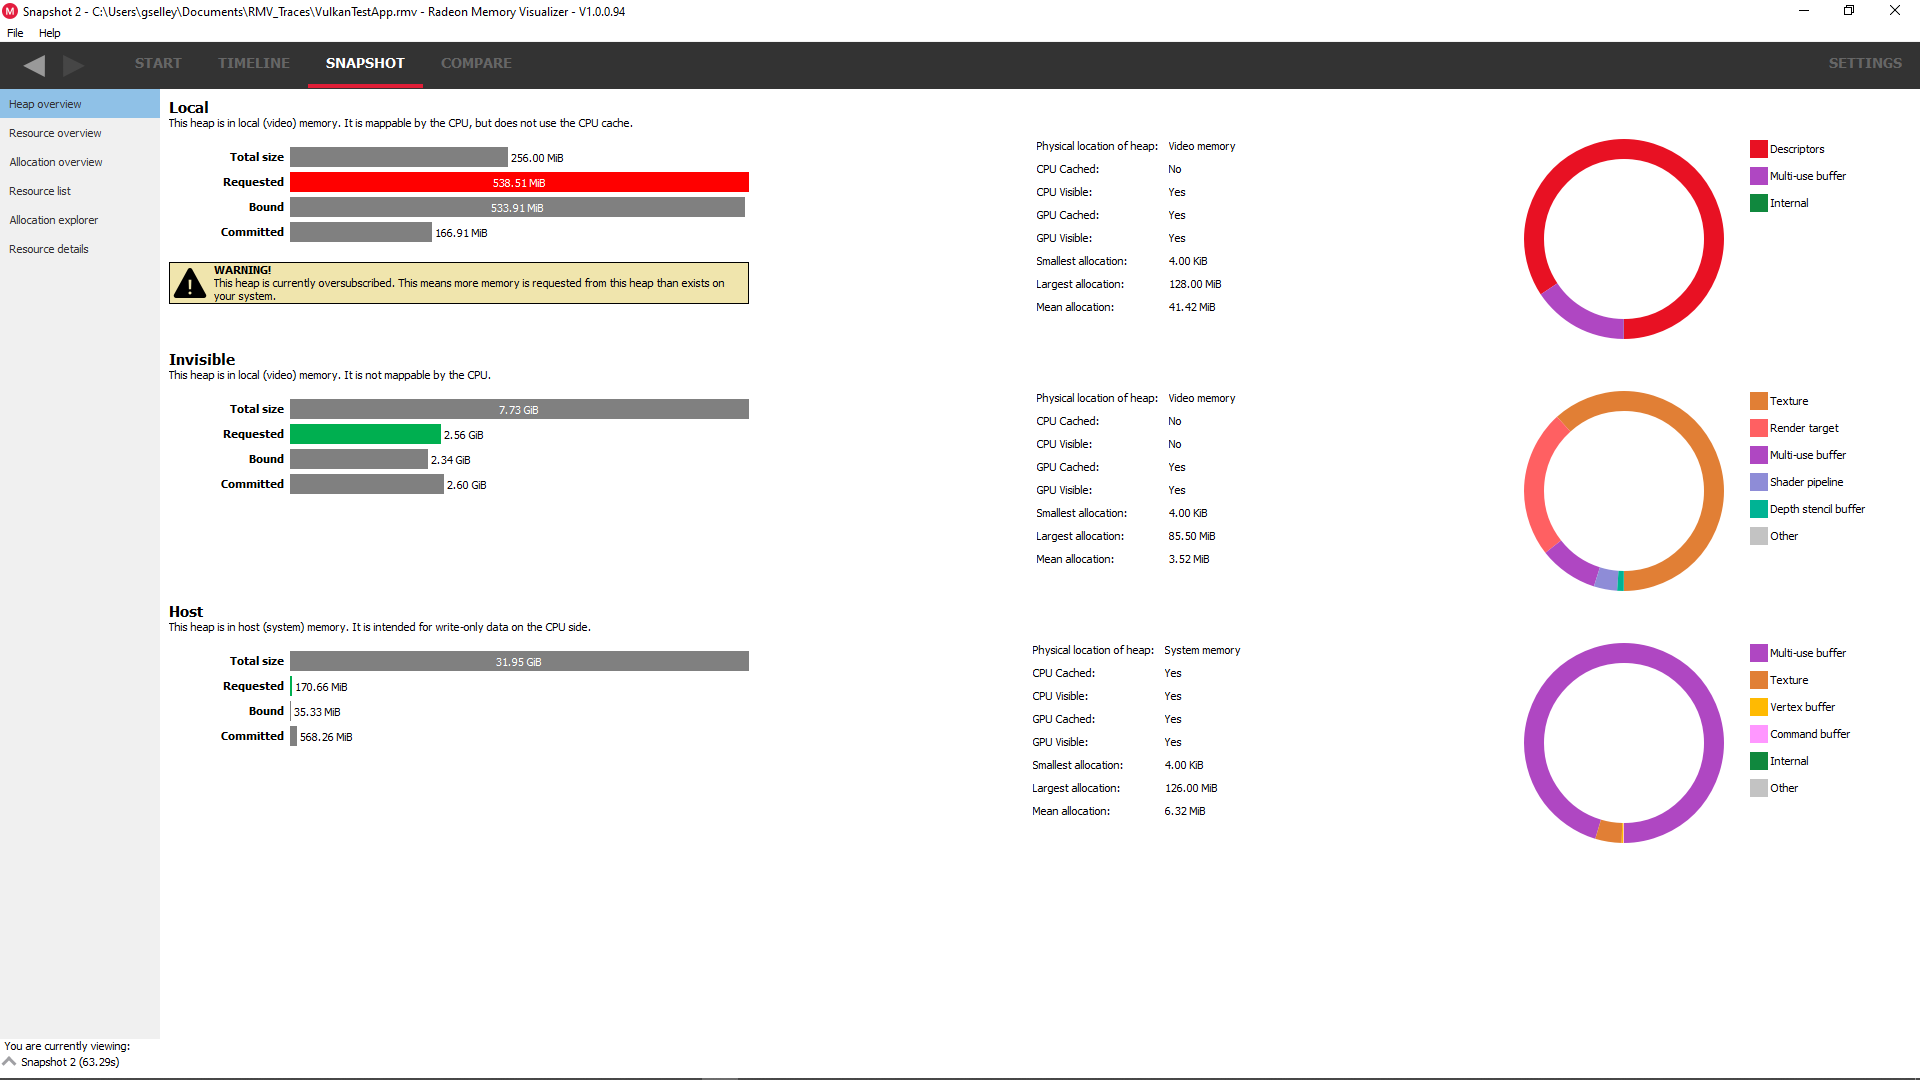 M Snapshot 2 - C:\Users\gselley\Documents\RMV_Traces\VulkanTestApp.rmv - Radeon Memory Visualizer - V1.0.0.94
File Help
START TIMELINE SNAPSHOT COMPARE SETTINGS
Heap overview
Resource overview
Allocation overview
Resource list
Allocation explorer
Resource details
Local
This heap is in local (video) memory. It is mappable by the CPU, but does not use the CPU cache.
Total size 256.00 MiB
Requested 538.51 MiB
Bound 533.91 MiB
Committed 166.91 MiB
WARNING!
This heap is currently oversubscribed. This means more memory is requested from this heap than exists on
your system.
Physical location of heap: Video memory
CPU Cached: No
CPU Visible: Yes
GPU Cached: Yes
GPU Visible: Yes
Smallest allocation: 4.00 KiB
Largest allocation: 128.00 MiB
Mean allocation: 41.42 MiB
Descriptors
Multi-use buffer
Internal
Invisible
This heap is in local (video) memory. It is not mappable by the CPU.
Total size 7.73 GiB
Requested 2.56 GiB
Bound 2.34 GiB
Committed 2.60 GiB
Physical location of heap: Video memory
CPU Cached: No
CPU Visible: No
GPU Cached: Yes
GPU Visible: Yes
Smallest allocation: 4.00 KiB
Largest allocation: 85.50 MiB
Mean allocation: 3.52 MiB
Texture
Render target
Multi-use buffer
Shader pipeline
Depth stencil buffer
Other
Host
This heap is in host (system) memory. It is intended for write-only data on the CPU side.
Total size 31.95 GiB
Requested 170.66 MiB
Bound 35.33 MiB
Committed 568.26 MiB
Physical location of heap: System memory
CPU Cached: Yes
CPU Visible: Yes
GPU Cached: Yes
GPU Visible: Yes
Smallest allocation: 4.00 KiB
Largest allocation: 126.00 MiB
Mean allocation: 6.32 MiB
Multi-use buffer
Texture
Vertex buffer
Command buffer
Internal
Other
You are currently viewing:
Snapshot 2 (63.29s)